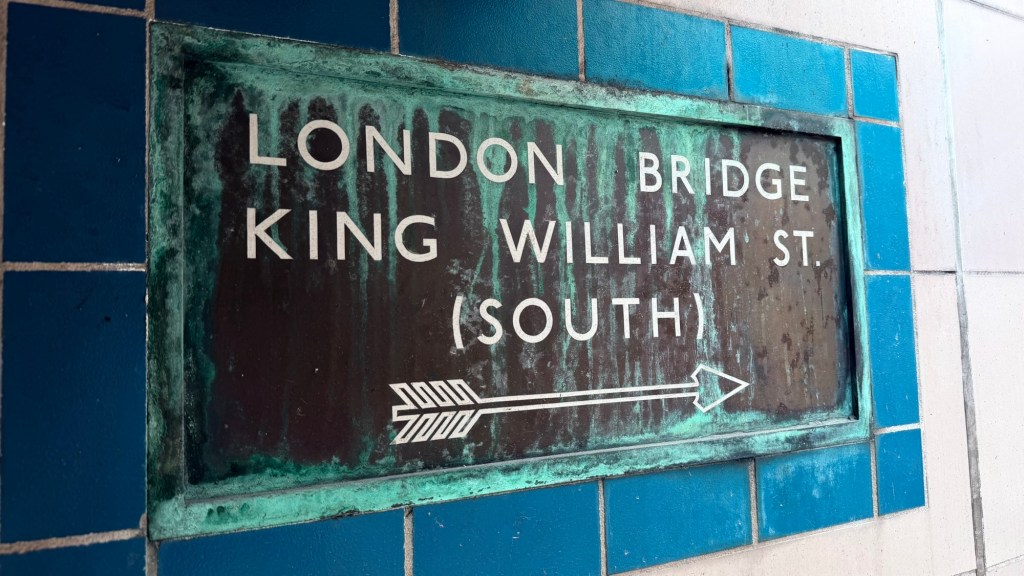 LONDON BRIDGE
KING WILLIAM ST.
(SOUTH)